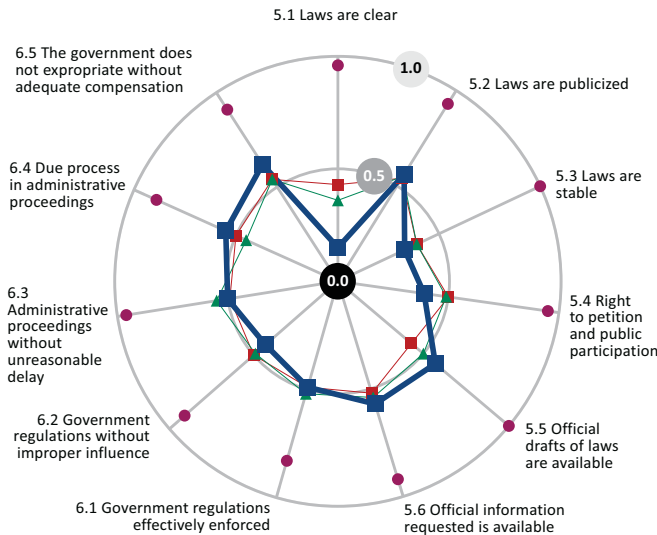 5.1 Laws are clear
1.0
5.2 Laws are publicized
5.3 Laws are
stable
5.4 Right
to petition
and public
participation
5.5 Official
drafts of laws
are available
5.6 Official information
requested is available
6.1 Government regulations
effectively enforced
6.2 Government
regulations without
improper influence
6.3
Administrative
proceedings
without
unreasonable
delay
6.4 Due process
in administrative
proceedings
6.5 The government does
not expropriate without
adequate compensation
0.5
0.0